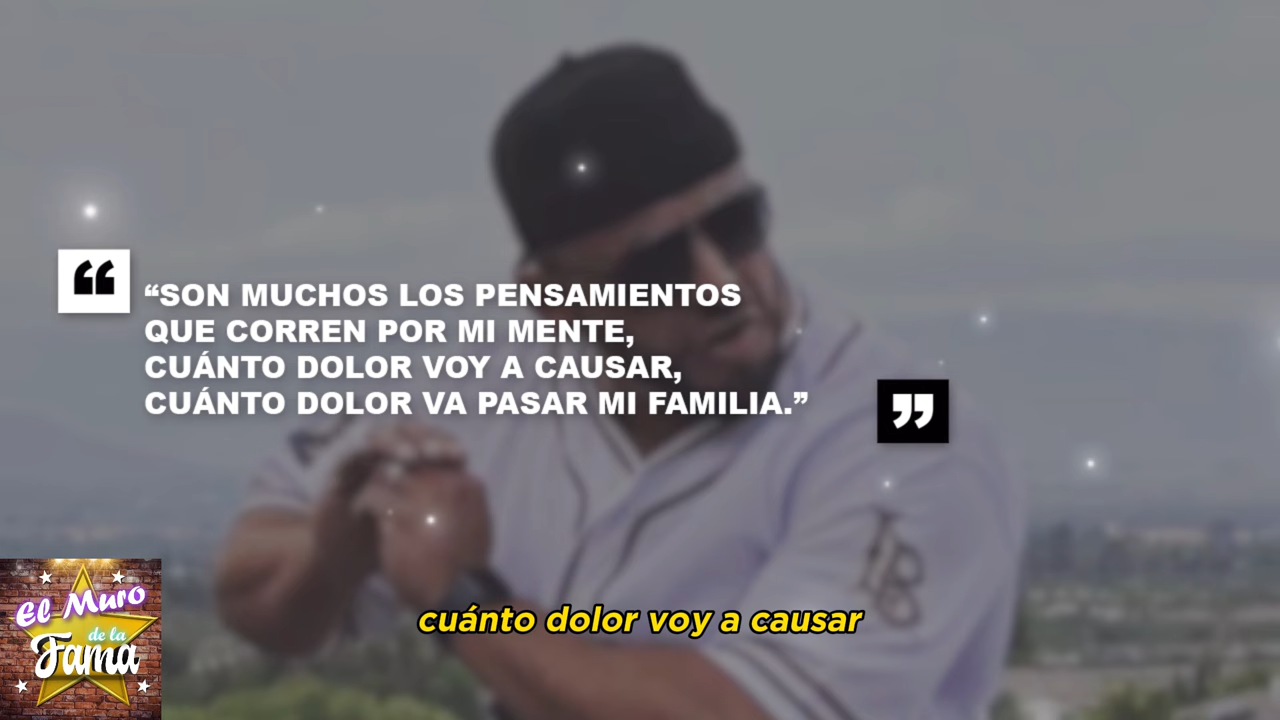 “SON MUCHOS LOS PENSAMIENTOS
QUE CORREN POR MI MENTE,
CUÁNTO DOLOR VOY A CAUSAR,
CUÁNTO DOLOR VA PASAR MI FAMILIA.”
cuánto dolor voy a causar
El Muro
de la
Fama